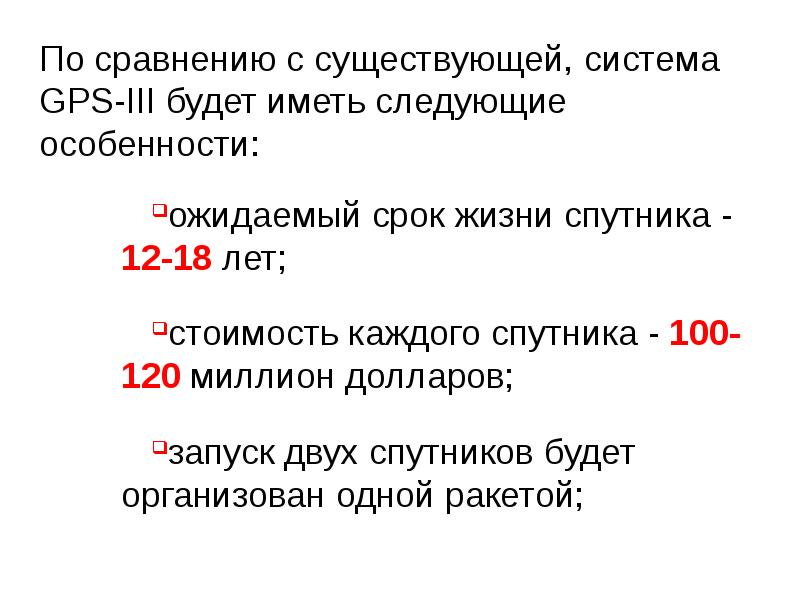 По сравнению с существующей, система
GPS-III будет иметь следующие
особенности:
ожидаемый срок жизни спутника -
12-18 лет;
стоимость каждого спутника - 100-
120 миллион долларов;
запуск двух спутников будет
организован одной ракетой;